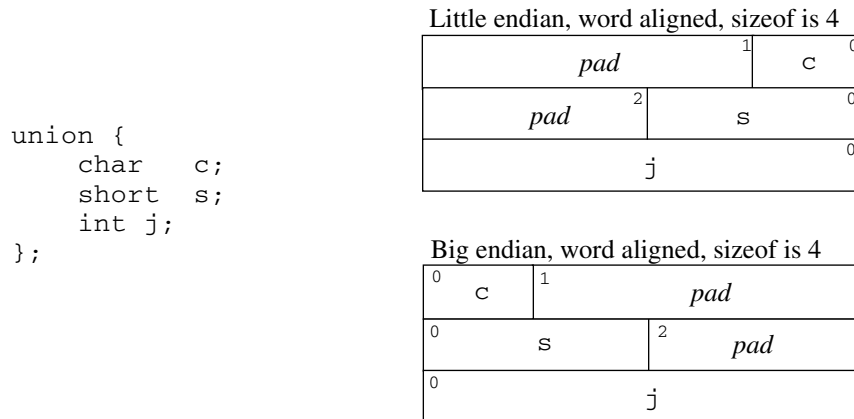 union {
    char   c;
    short  s;
    int j;
};
Little endian, word aligned, sizeof is 4
pad 1 c 0
pad 2 s 0
j 0
Big endian, word aligned, sizeof is 4
0 c 1 pad
0 s 2 pad
0 j